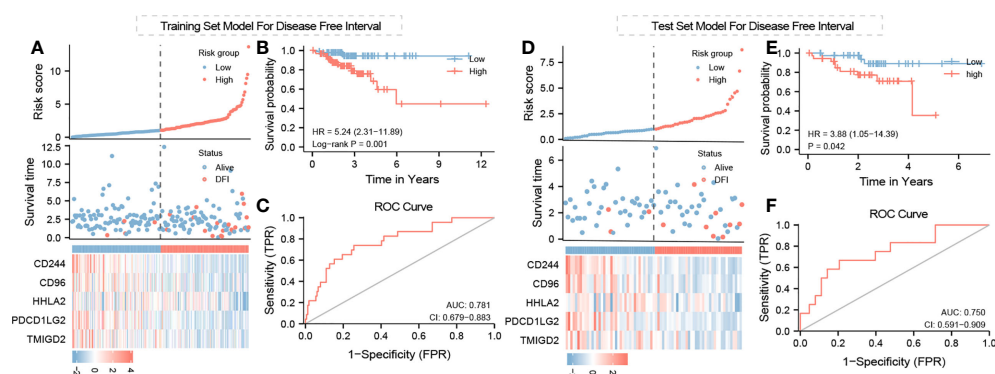 Training Set Model For Disease Free Interval
Test Set Model For Disease Free Interval
A
Risk score
10
5
0
Risk group
Low
High
Survival time
12.5
10.0
7.5
5.0
2.5
0.0
Status
Alive
DFI
CD244
CD96
HHLA2
PDCD1LG2
TMIGD2
-2
0
2
4
B
Survival probability
1.0
0.8
0.6
0.4
0.2
0.0
Low
high
HR = 5.24 (2.31-11.89)
Log-rank P = 0.001
0
3
6
9
12
Time in Years
C
ROC Curve
Sensitivity (TPR)
1.0
0.8
0.6
0.4
0.2
0.0
AUC: 0.781
CI: 0.679-0.883
0.0
0.2
0.4
0.6
0.8
1.0
1-Specificity (FPR)
D
Risk score
7.5
5.0
2.5
0.0
Risk group
Low
High
Survival time
6
4
2
0
Status
Alive
DFI
CD244
CD96
HHLA2
PDCD1LG2
TMIGD2
-1
0
2
E
Survival probability
1.0
0.8
0.6
0.4
0.2
0.0
Low
high
HR = 3.88 (1.05-14.39)
P = 0.042
0
2
4
6
Time in Years
F
ROC Curve
Sensitivity (TPR)
1.0
0.8
0.6
0.4
0.2
0.0
AUC: 0.750
CI: 0.591-0.909
0.0
0.2
0.4
0.6
0.8
1.0
1-Specificity (FPR)